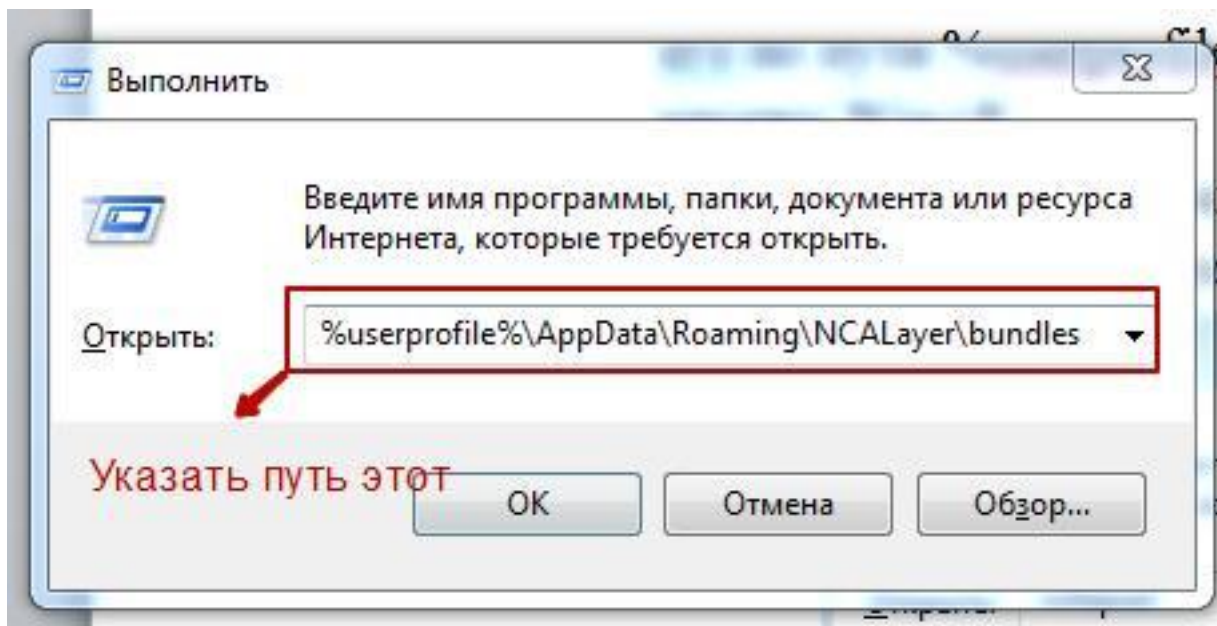 Выполнить
Введите имя программы, папки, документа или ресурса
Интернета, которые требуется открыть.
Открыть:
%userprofile%\AppData\Roaming\NCALayer\bundles
Указать путь этот
ОК
Отмена
Обзор...